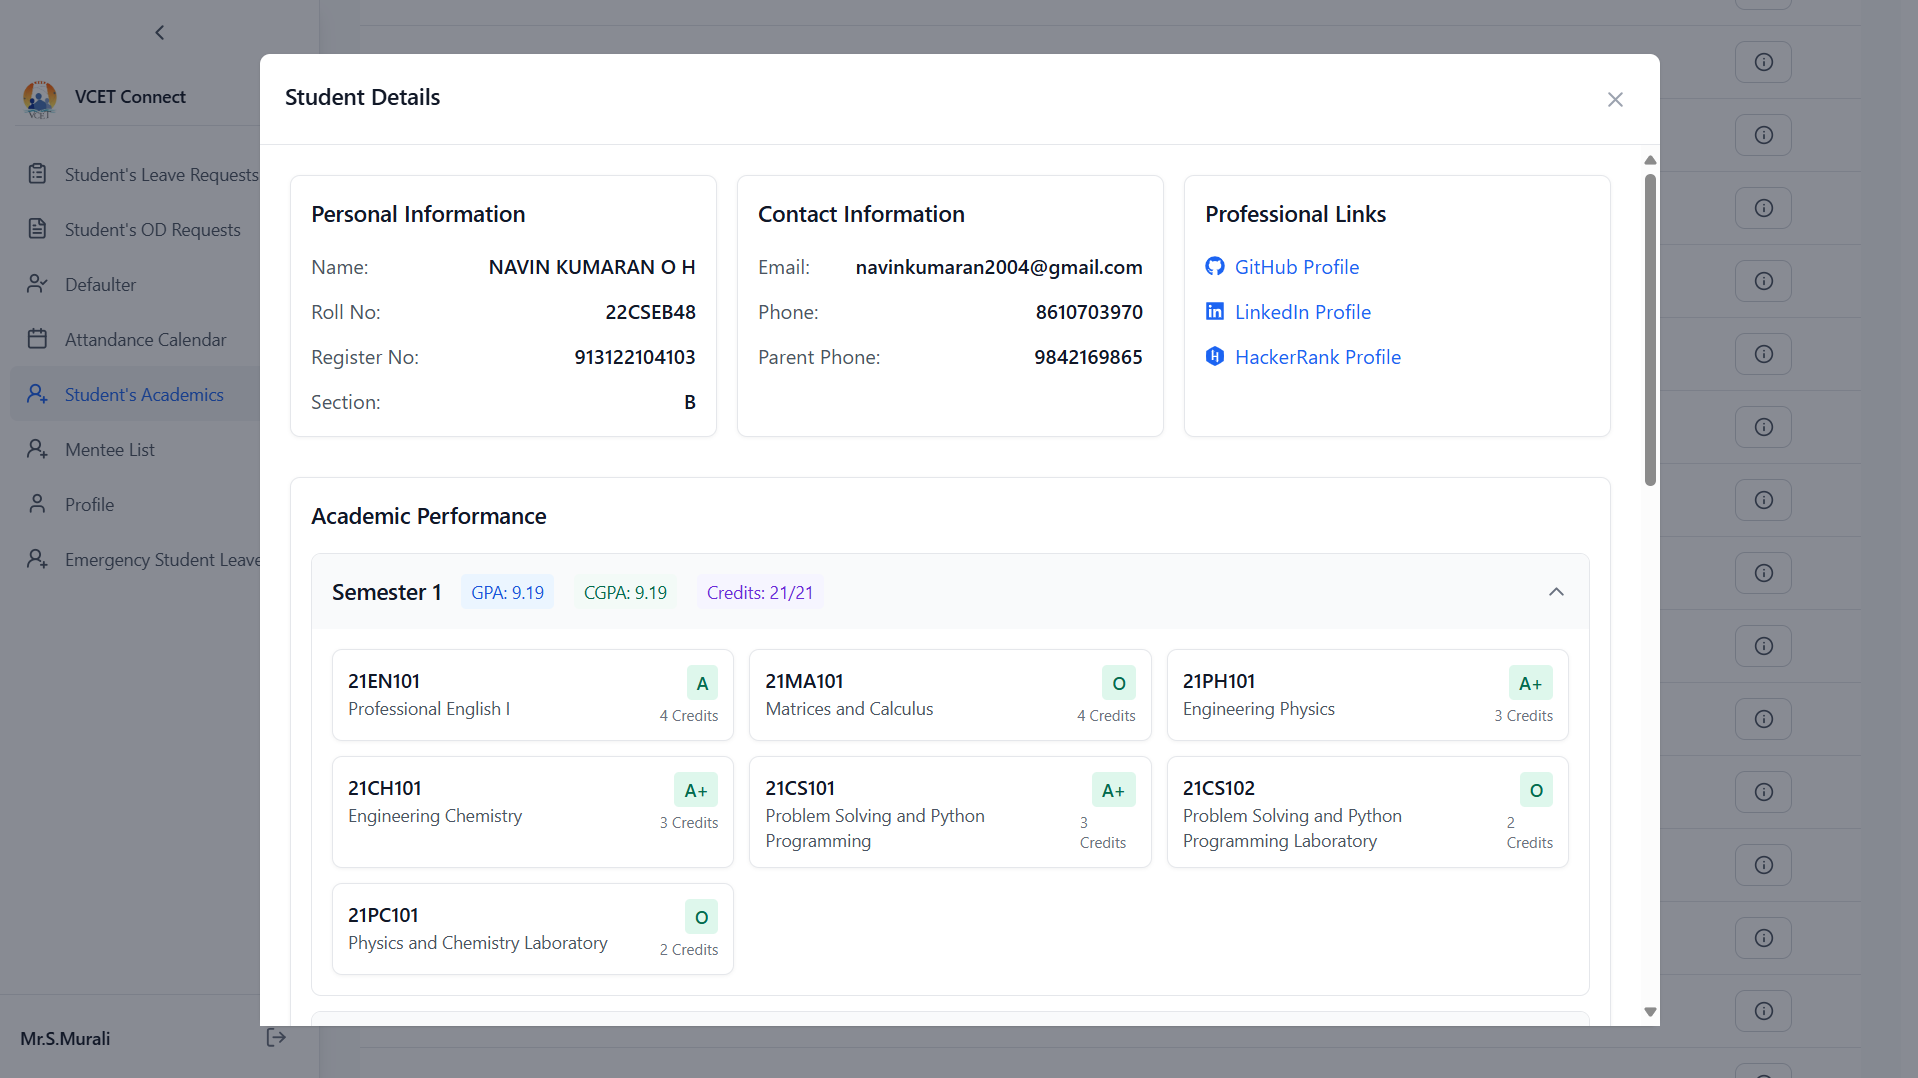 VCET Connect
Student's Leave Requests
Student's OD Requests
Defaulter
Attandance Calendar
Student's Academics
Mentee List
Profile
Emergency Student Leave
Mr.S.Murali
Student Details
Personal Information
Name: NAVIN KUMARAN O H
Roll No: 22CSEB48
Register No: 913122104103
Section: B
Contact Information
Email: navinkumaran2004@gmail.com
Phone: 8610703970
Parent Phone: 9842169865
Professional Links
GitHub Profile
LinkedIn Profile
HackerRank Profile
Academic Performance
Semester 1 GPA: 9.19 CGPA: 9.19 Credits: 21/21
21EN101 A
Professional English I 4 Credits
21MA101 O
Matrices and Calculus 4 Credits
21PH101 A+
Engineering Physics 3 Credits
21CH101 A+
Engineering Chemistry 3 Credits
21CS101 A+
Problem Solving and Python 3
Programming Credits
21CS102 O
Problem Solving and Python 2
Programming Laboratory Credits
21PC101 O
Physics and Chemistry Laboratory 2 Credits